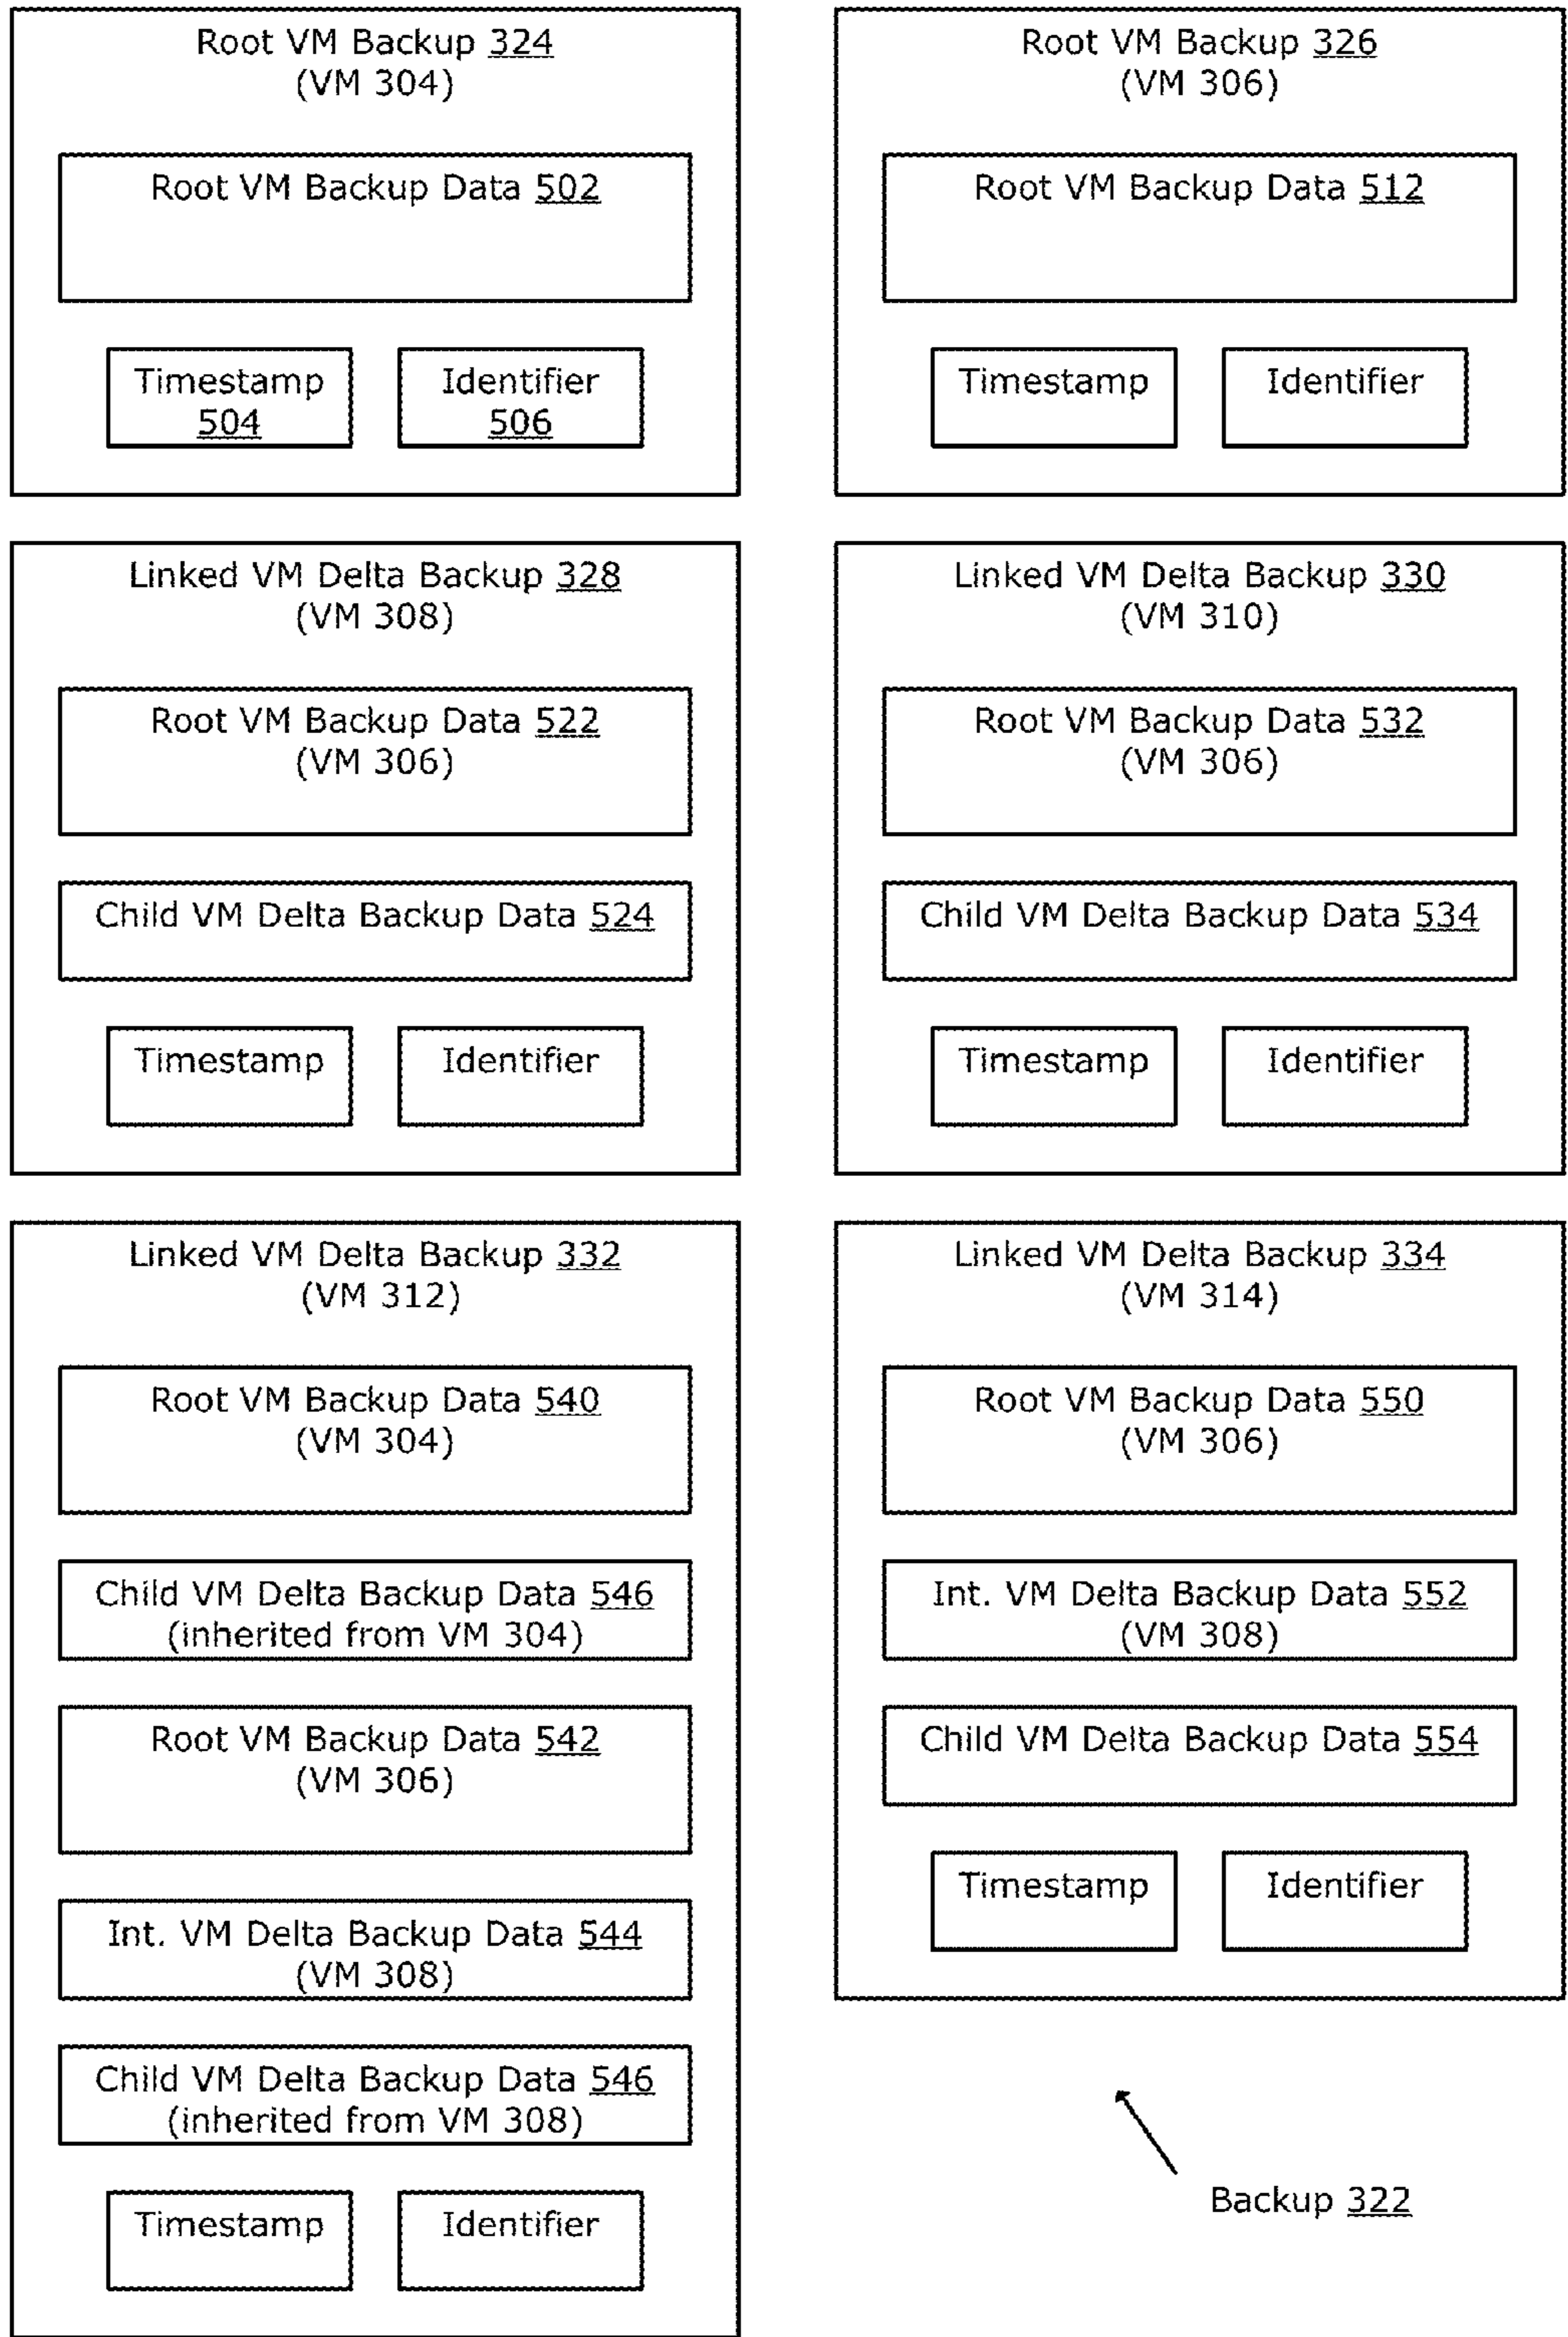 Root VM Backup 324
(VM 304)
Root VM Backup Data 502
Timestamp
504
Identifier
506
Root VM Backup 326
(VM 306)
Root VM Backup Data 512
Timestamp
Identifier
Linked VM Delta Backup 328
(VM 308)
Root VM Backup Data 522
(VM 306)
Child VM Delta Backup Data 524
Timestamp
Identifier
Linked VM Delta Backup 330
(VM 310)
Root VM Backup Data 532
(VM 306)
Child VM Delta Backup Data 534
Timestamp
Identifier
Linked VM Delta Backup 332
(VM 312)
Root VM Backup Data 540
(VM 304)
Child VM Delta Backup Data 546
(inherited from VM 304)
Root VM Backup Data 542
(VM 306)
Int. VM Delta Backup Data 544
(VM 308)
Child VM Delta Backup Data 546
(inherited from VM 308)
Timestamp
Identifier
Linked VM Delta Backup 334
(VM 314)
Root VM Backup Data 550
(VM 306)
Int. VM Delta Backup Data 552
(VM 308)
Child VM Delta Backup Data 554
Timestamp
Identifier
Backup 322